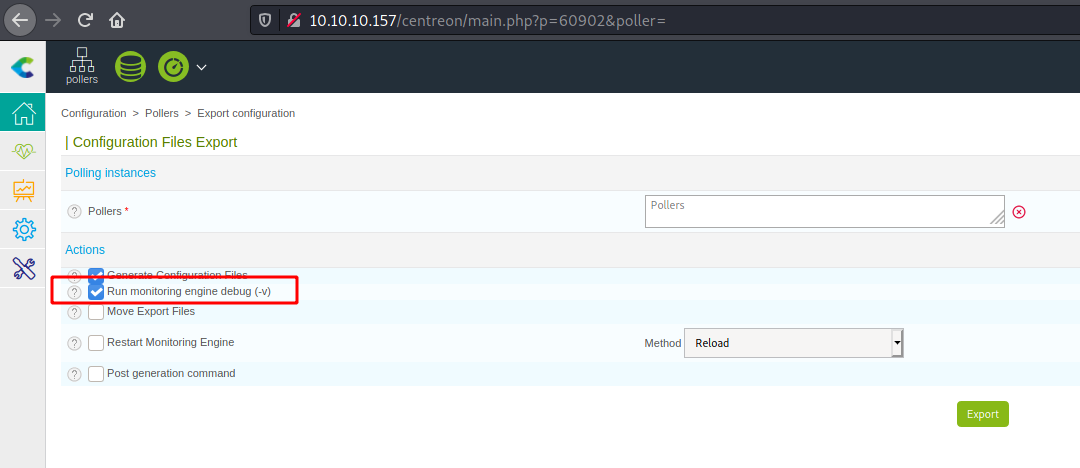 10.10.10.157/centreon/main.php?p=60902&poller=
pollers
Configuration > Pollers > Export configuration
| Configuration Files Export
Polling instances
? Pollers * Pollers
Actions
? Generate Configuration Files
? Run monitoring engine debug (-v)
? Move Export Files
? Restart Monitoring Engine Method Reload
? Post generation command
Export